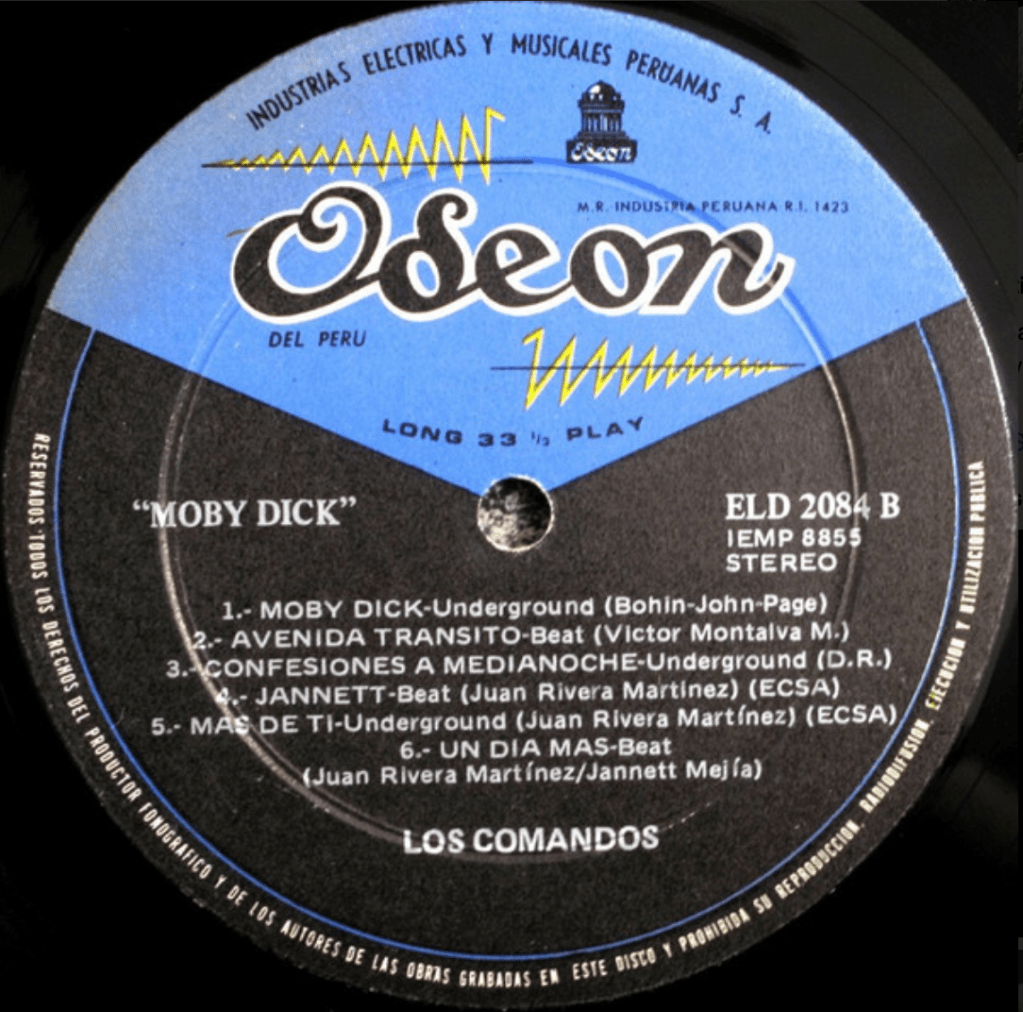 INDUSTRIAS ELECTRICAS Y MUSICALES PERUANAS S. A.
Odeon
M.R. INDUSTRIA PERUANA R.I. 1423
Odeon
DEL PERU
LONG 33 1/3 PLAY
"MOBY DICK"
ELD 2084 B
IEMP 8855
STEREO
1.- MOBY DICK-Underground (Bohin-John-Page)
2.- AVENIDA TRANSITO-Beat (Victor Montalva M.)
3.- CONFESIONES A MEDIANOCHE-Underground (D.R.)
4.- JANNETT-Beat (Juan Rivera Martínez) (ECSA)
5.- MAS DE TI-Underground (Juan Rivera Martínez) (ECSA)
6.- UN DIA MAS-Beat
(Juan Rivera Martínez/Jannett Mejía)
LOS COMANDOS
RESERVADOS TODOS LOS DERECHOS DEL PRODUCTOR FONOGRAFICO Y DE LOS AUTORES DE LAS OBRAS GRABADAS EN ESTE DISCO Y PROHIBIDA SU REPRODUCCION, RADIODIFUSION, EJECUCION Y UTILIZACION PUBLICA